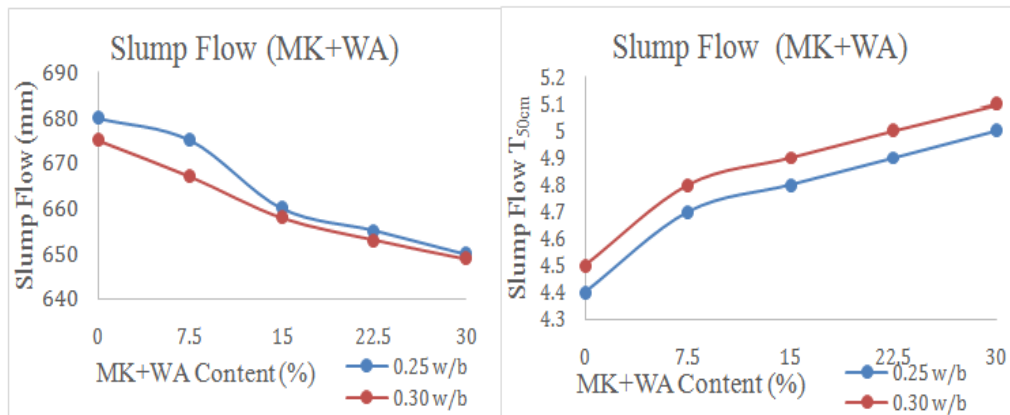 Slump Flow (MK+WA)
Slump Flow (mm)
690
680
670
660
650
640
0 7.5 15 22.5 30
MK+WA Content (%)
0.25 w/b
0.30 w/b
Slump Flow (MK+WA)
Slump Flow T50cm
5.2
5.1
5
4.9
4.8
4.7
4.6
4.5
4.4
4.3
0 7.5 15 22.5 30
MK+WA Content (%)
0.25 w/b
0.30 w/b